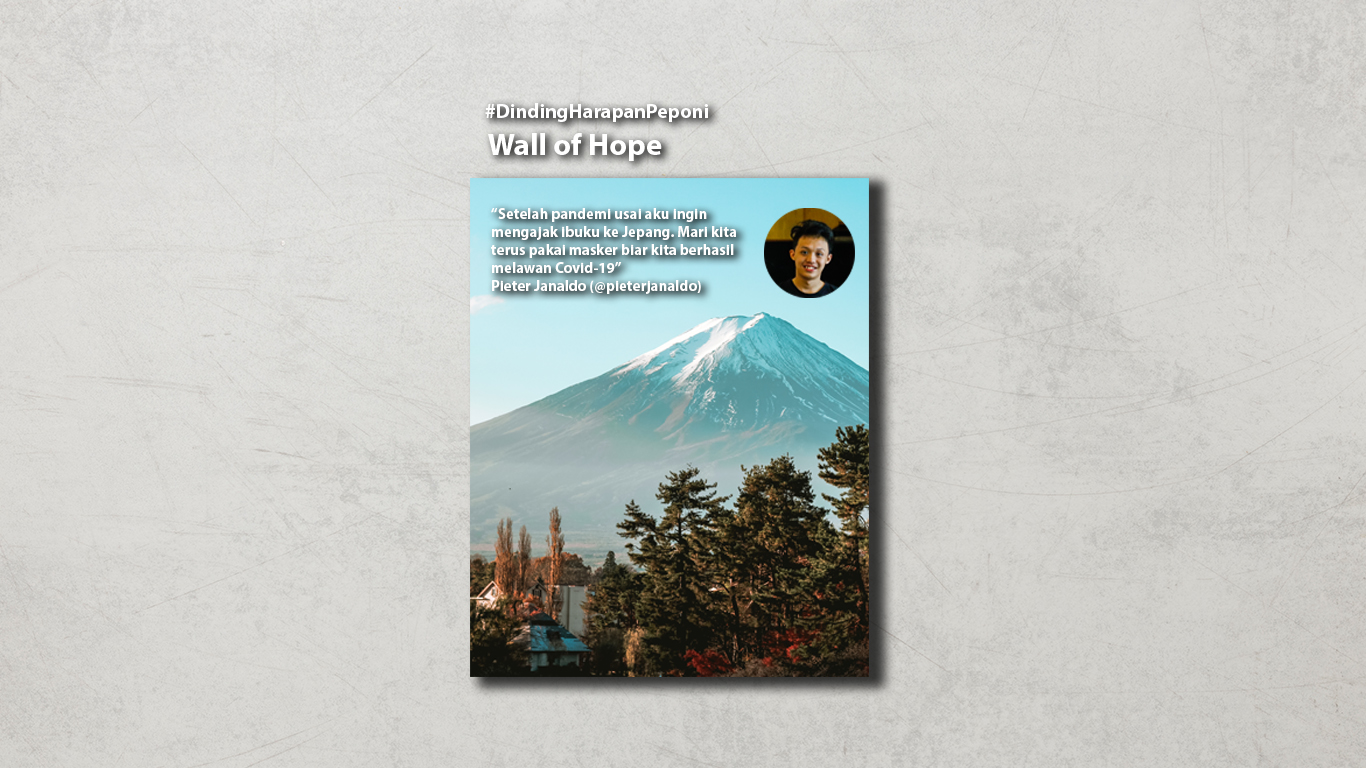 #DindingHarapanPeponi
Wall of Hope
“Setelah pandemi usai aku ingin
mengajak ibuku ke Jepang. Mari kita
terus pakai masker biar kita berhasil
melawan Covid-19”
Pieter Janaldo (@pieterjanaldo)